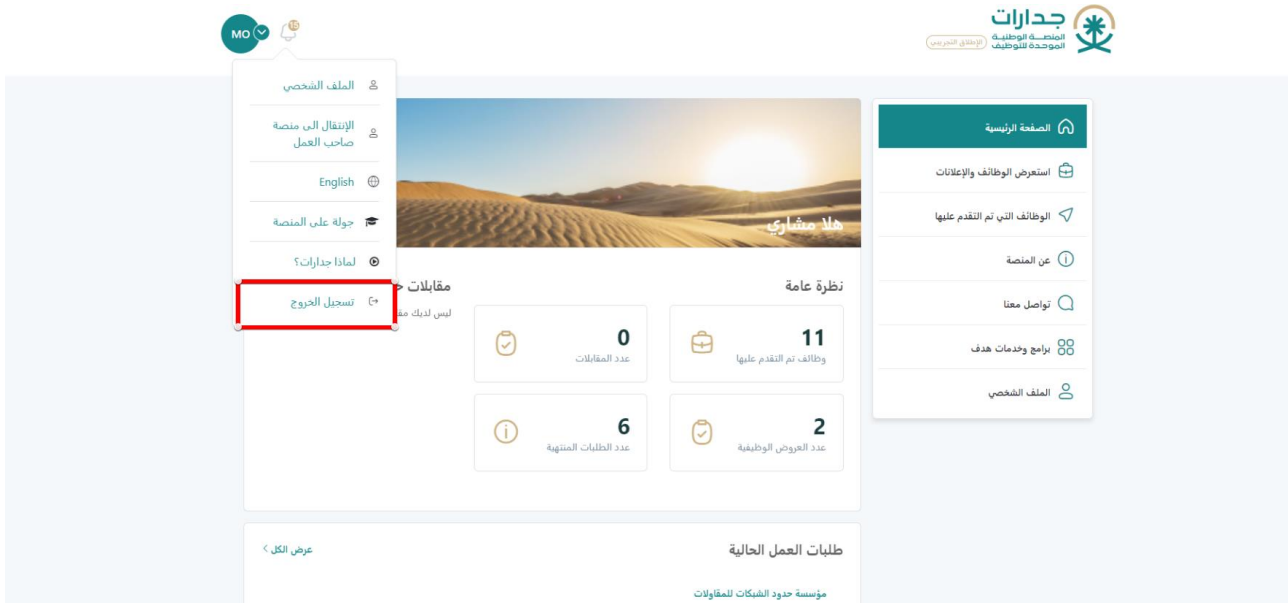 جدارات
المنصة الوطنية
الموحدة للتوظيف
الإطلاق التجريبي
15
MO
الملف الشخصي
الإنتقال الى منصة
صاحب العمل
English
جولة على المنصة
لماذا جدارات؟
تسجيل الخروج
الصفحة الرئيسية
استعرض الوظائف والإعلانات
الوظائف التي تم التقدم عليها
عن المنصة
تواصل معنا
برامج وخدمات هدف
الملف الشخصي
هلا مشاري
نظرة عامة
11
وظائف تم التقدم عليها
0
عدد المقابلات
2
عدد العروض الوظيفية
6
عدد الطلبات المنتهية
مقابلات
ليس لديك
طلبات العمل الحالية
عرض الكل
مؤسسة حدود الشبكات للمقاولات